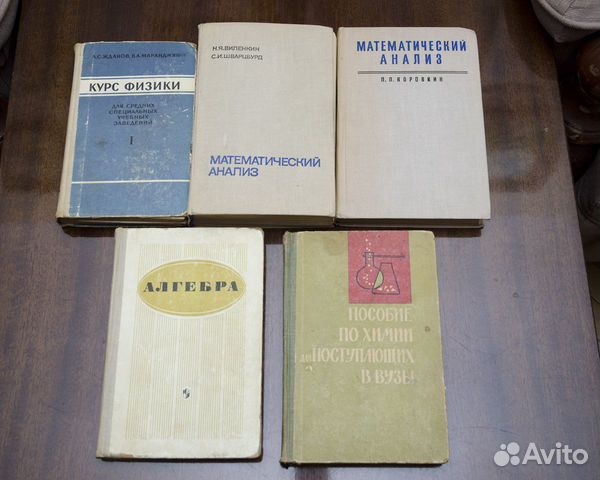 Л.С. ЖДАНОВ, В.А. МАРАНДЖЯН
КУРС ФИЗИКИ
ДЛЯ СРЕДНИХ
СПЕЦИАЛЬНЫХ
УЧЕБНЫХ
ЗАВЕДЕНИЙ
I
Н.Я. ВИЛЕНКИН
С.И. ШВАРЦБУРД
МАТЕМАТИЧЕСКИЙ
АНАЛИЗ
МАТЕМАТИЧЕСКИЙ
АНАЛИЗ
П. П. КОРОВКИН
АЛГЕБРА
ПОСОБИЕ
ПО ХИМИИ
для ПОСТУПАЮЩИХ
В ВУЗЫ
Avito